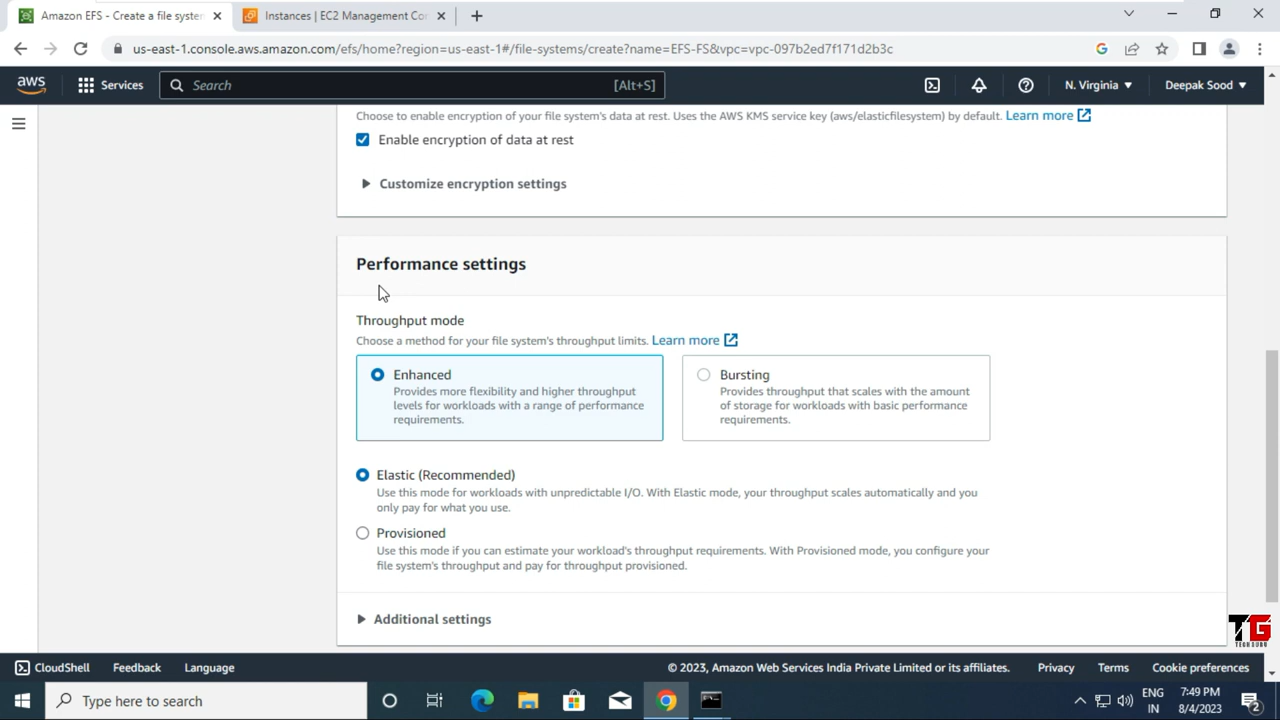 Amazon EFS - Create a file system
Instances | EC2 Management Con
us-east-1.console.aws.amazon.com/efs/home?region=us-east-1#/file-systems/create?name=EFS-FS&vpc=vpc-097b2ed7f171d2b3c
aws
Services
Search
[Alt+S]
N. Virginia
Deepak Sood
Choose to enable encryption of your file system's data at rest. Uses the AWS KMS service key (aws/elasticfilesystem) by default. Learn more
Enable encryption of data at rest
Customize encryption settings
Performance settings
Throughput mode
Choose a method for your file system's throughput limits. Learn more
Enhanced
Provides more flexibility and higher throughput
levels for workloads with a range of performance
requirements.
Bursting
Provides throughput that scales with the amount
of storage for workloads with basic performance
requirements.
Elastic (Recommended)
Use this mode for workloads with unpredictable I/O. With Elastic mode, your throughput scales automatically and you
only pay for what you use.
Provisioned
Use this mode if you can estimate your workload's throughput requirements. With Provisioned mode, you configure your
file system's throughput and pay for throughput provisioned.
Additional settings
TG
TECH GURU
CloudShell
Feedback
Language
© 2023, Amazon Web Services India Private Limited or its affiliates.
Privacy
Terms
Cookie preferences
Type here to search
ENG
IN
7:49 PM
8/4/2023
2